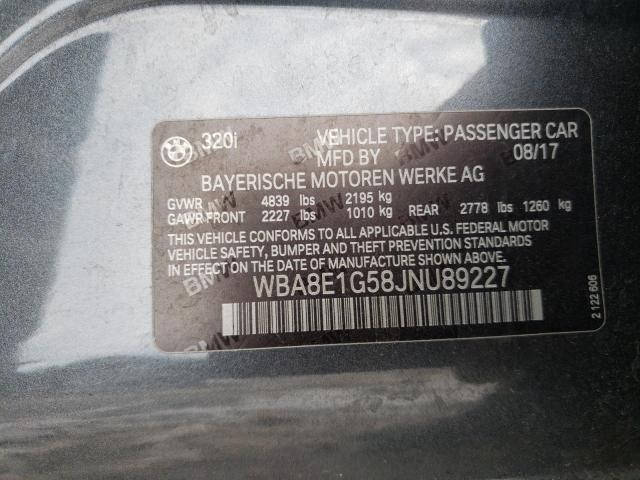 BMW 320i VEHICLE TYPE: PASSENGER CAR
MFD BY 08/17
BAYERISCHE MOTOREN WERKE AG
GVWR 4839 lbs 2195 kg
GAWR FRONT 2227 lbs 1010 kg REAR 2778 lbs 1260 kg
THIS VEHICLE CONFORMS TO ALL APPLICABLE U.S. FEDERAL MOTOR
VEHICLE SAFETY, BUMPER AND THEFT PREVENTION STANDARDS
IN EFFECT ON THE DATE OF MANUFACTURE SHOWN ABOVE.
WBA8E1G58JNU89227
2 122 606